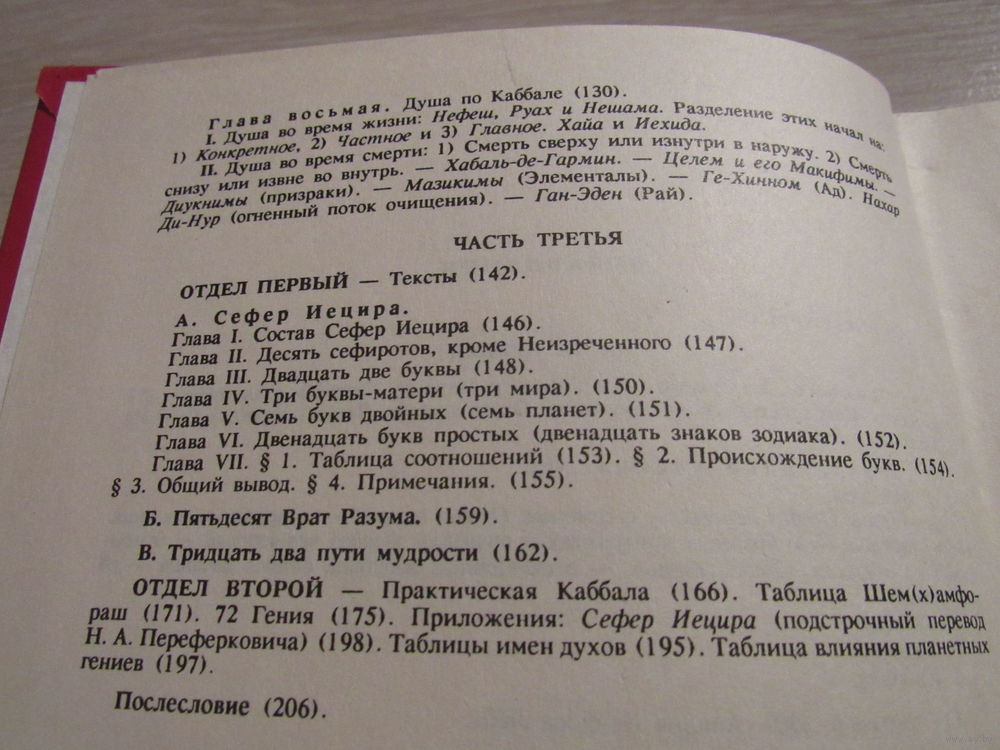 Глава восьмая. Душа по Каббале (130).
I. Душа во время жизни: Нефеш, Руах и Нешама. Разделение этих начал на:
1) Конкретное, 2) Частное и 3) Главное. Хайа и Иехида.
II. Душа во время смерти: 1) Смерть сверху или изнутри в наружу. 2) Смерть
снизу или извне во внутрь. — Хабаль-де-Гармин. — Целем и его Макифимы. —
Диукнимы (призраки). — Мазикимы (Элементалы). — Ге-Хинном (Ад). Нахар
Ди-Нур (огненный поток очищения). — Ган-Эден (Рай).
ЧАСТЬ ТРЕТЬЯ
ОТДЕЛ ПЕРВЫЙ — Тексты (142).
А. Сефер Иецира.
Глава I. Состав Сефер Иецира (146).
Глава II. Десять сефиротов, кроме Неизреченного (147).
Глава III. Двадцать две буквы (148).
Глава IV. Три буквы-матери (три мира). (150).
Глава V. Семь букв двойных (семь планет). (151).
Глава VI. Двенадцать букв простых (двенадцать знаков зодиака). (152).
Глава VII. § 1. Таблица соотношений (153). § 2. Происхождение букв. (154).
§ 3. Общий вывод. § 4. Примечания. (155).
Б. Пятьдесят Врат Разума. (159).
В. Тридцать два пути мудрости (162).
ОТДЕЛ ВТОРОЙ — Практическая Каббала (166). Таблица Шем(х)амфо-
раш (171). 72 Гения (175). Приложения: Сефер Иецира (подстрочный перевод
Н. А. Переферковича) (198). Таблицы имен духов (195). Таблица влияния планетных
гениев (197).
Послесловие (206).